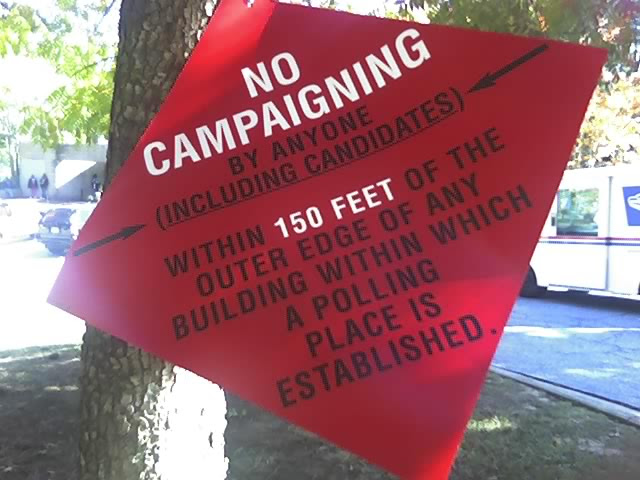 NO
CAMPAIGNING
BY ANYONE
(INCLUDING CANDIDATES)
WITHIN 150 FEET OF THE
OUTER EDGE OF ANY
BUILDING WITHIN WHICH
A POLLING
PLACE IS
ESTABLISHED.